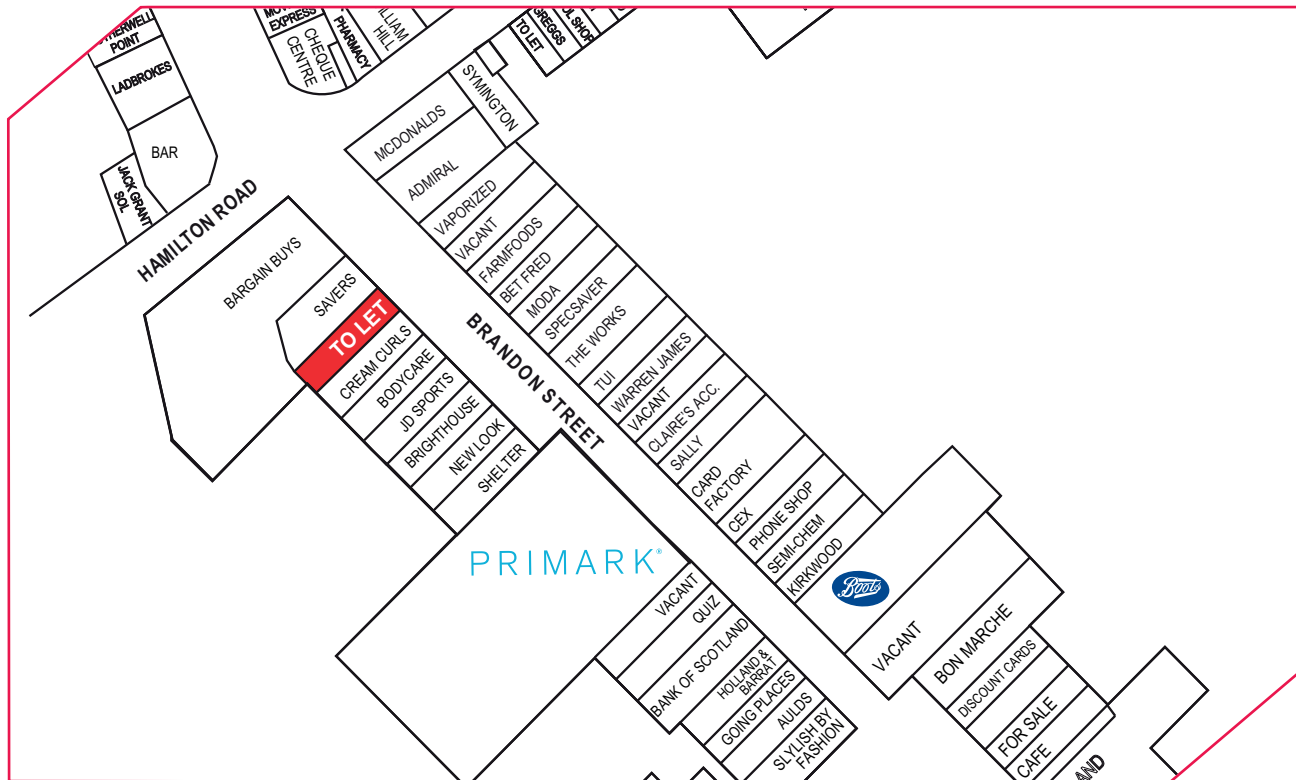 POINT
LADBROKES
BAR
JACK GRANT
SOL
EXPRESS
CHEQUE
CENTRE
PHARMACY
HILL
TO LET
GREGGS
SHOP
HAMILTON ROAD
SYMINGTON
MCDONALDS
ADMIRAL
VAPORIZED
VACANT
FARMFOODS
BET FRED
MODA
SPECSAVER
THE WORKS
TUI
WARREN JAMES
VACANT
CLAIRE'S ACC.
SALLY
CARD
FACTORY
CEX
PHONE SHOP
SEMI-CHEM
KIRKWOOD
Boots
VACANT
BON MARCHE
DISCOUNT CARDS
FOR SALE
CAFE
BRANDON STREET
BARGAIN BUYS
SAVERS
TO LET
CREAM CURLS
BODYCARE
JD SPORTS
BRIGHTHOUSE
NEW LOOK
SHELTER
PRIMARK®
VACANT
QUIZ
BANK OF SCOTLAND
HOLLAND &
BARRAT
GOING PLACES
AULDS
SLYLISH BY
FASHION